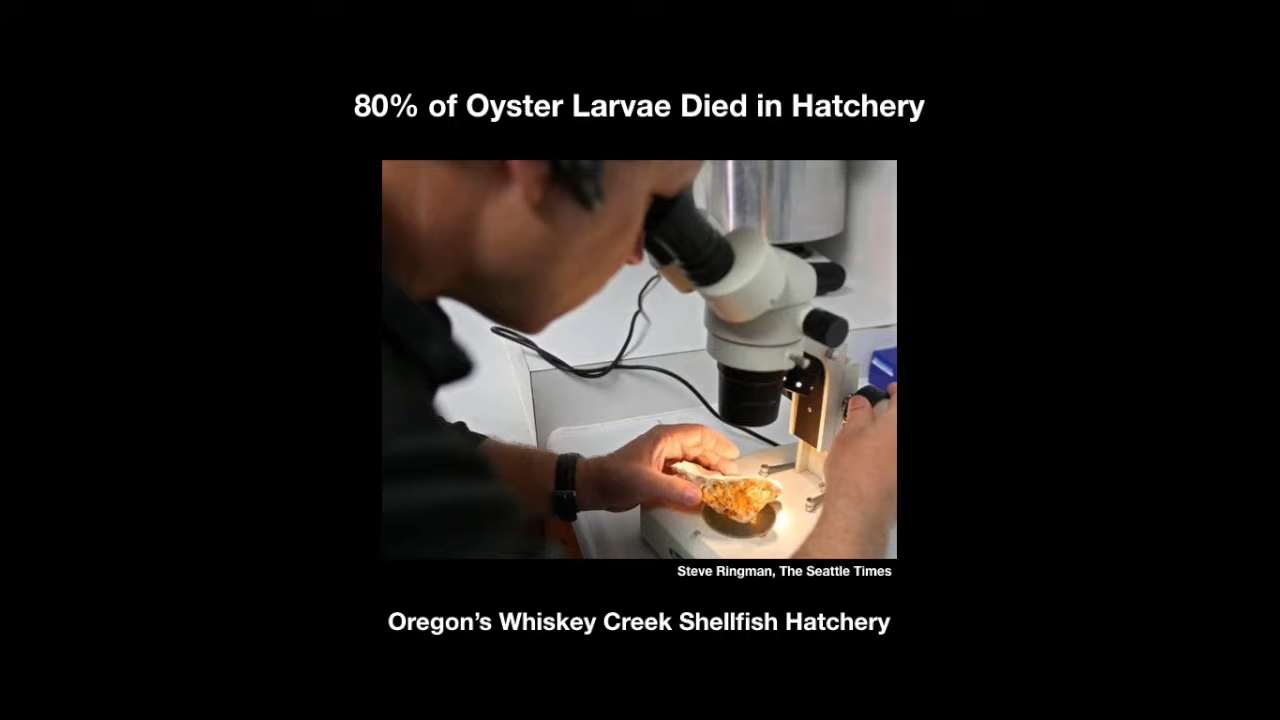 80% of Oyster Larvae Died in Hatchery
Steve Ringman, The Seattle Times
Oregon’s Whiskey Creek Shellfish Hatchery